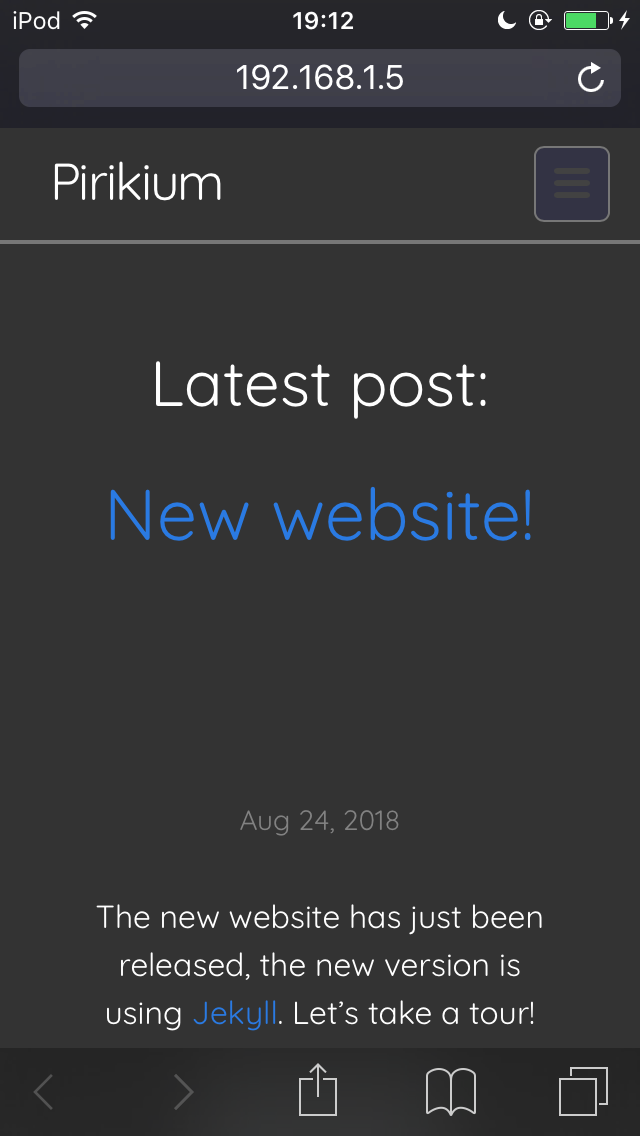 iPod 19:12
192.168.1.5
Pirikium
Latest post:
New website!
Aug 24, 2018
The new website has just been
released, the new version is
using Jekyll. Let’s take a tour!